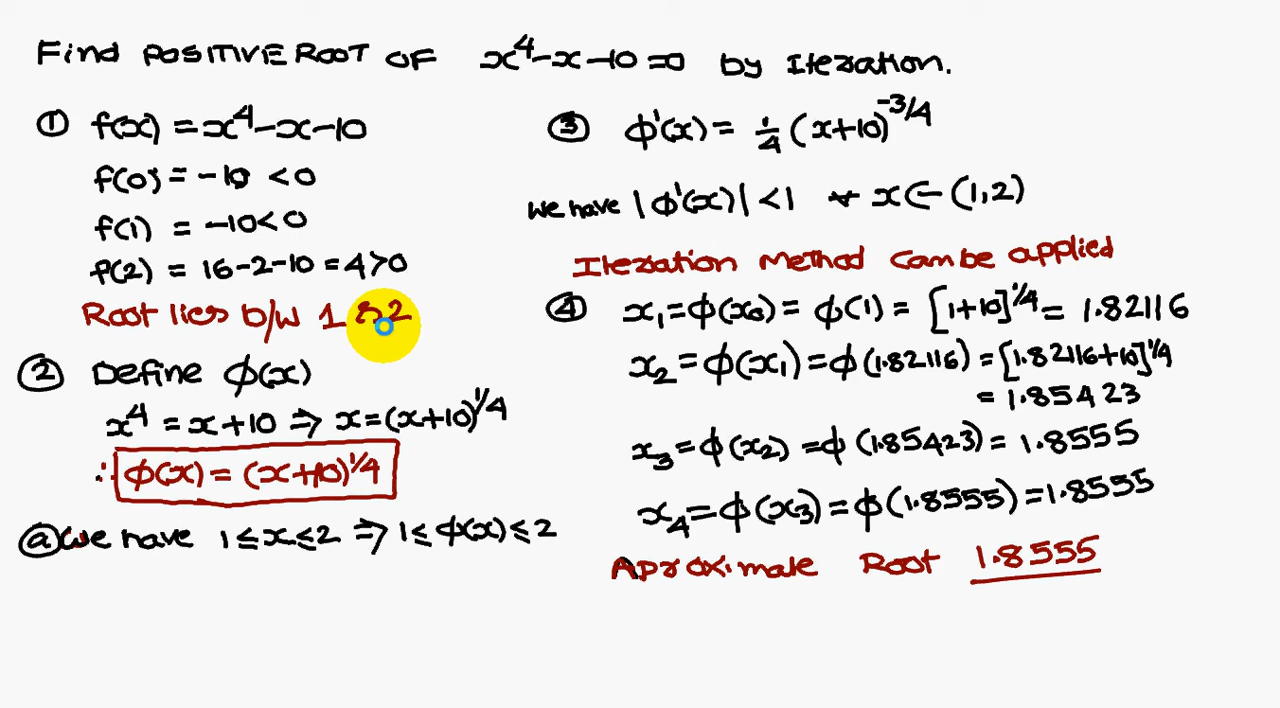 Find POSITIVE ROOT OF x⁴-x-10=0 by Iteration.
① f(x) = x⁴-x-10
f(0) = -10 <0
f(1) = -10<0
f(2) = 16-2-10 = 4>0
Root lies b/w 1 & 2
② Define ϕ(x)
x⁴ = x+10 ⇒ x=(x+10)^1/4
∴ ϕ(x) = (x+10)^1/4
ⓐ We have 1≤x≤2 ⇒ 1≤ϕ(x)≤2
③ ϕ'(x) = 1/4 (x+10)^-3/4
We have |ϕ'(x)|<1 ∀ x∈(1,2)
Iteration Method can be applied
④ x₁=ϕ(x₀) = ϕ(1) = [1+10]^1/4 = 1.82116
x₂=ϕ(x₁)=ϕ(1.82116) = [1.82116+10]^1/4
= 1.85423
x₃=ϕ(x₂) =ϕ(1.85423)= 1.8555
x₄=ϕ(x₃)=ϕ(1.8555)=1.8555
Aproximate Root 1.8555